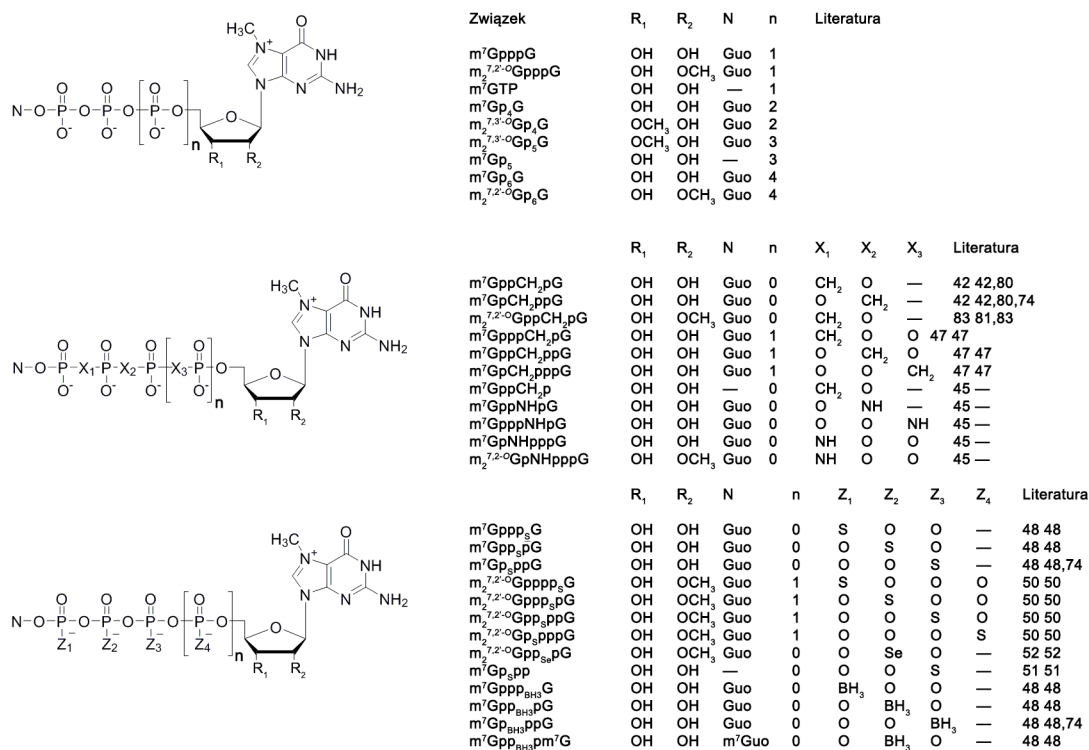 Związek R₁ R₂ N n Literatura
m⁷GpppG OH OH Guo 1
m₂⁷,²'⁻ᴼGpppG OH OCH₃ Guo 1
m⁷GTP OH OH — 1
m⁷Gp₄G OH OH Guo 2
m₂⁷,³'⁻ᴼGp₄G OCH₃ OH Guo 2
m₂⁷,³'⁻ᴼGp₅G OCH₃ OH Guo 3
m⁷Gp₅ OH OH — 3
m⁷Gp₆G OH OH Guo 4
m₂⁷,²'⁻ᴼGp₆G OH OCH₃ Guo 4
H₃C O N⁺ NH N N NH₂
O O O
N—O—P—O—P—O—P—O O
O⁻ O⁻ O⁻ n R₁ R₂
R₁ R₂ N n X₁ X₂ X₃ Literatura
m⁷GppCH₂pG OH OH Guo 0 CH₂ O — 42 42,80
m⁷GpCH₂ppG OH OH Guo 0 O CH₂ — 42 42,80,74
m₂⁷,²'⁻ᴼGppCH₂pG OH OCH₃ Guo 0 CH₂ O — 83 81,83
m⁷GpppCH₂pG OH OH Guo 1 CH₂ O O 47 47
m⁷GppCH₂ppG OH OH Guo 1 O CH₂ O 47 47
m⁷GpCH₂pppG OH OH Guo 1 O O CH₂ 47 47
m⁷GppCH₂p OH OH — 0 CH₂ O — 45 —
m⁷GppNHpG OH OH Guo 0 O NH — 45 —
m⁷GpppNHpG OH OH Guo 0 O O NH 45 —
m⁷GpNHpppG OH OH Guo 0 NH O O 45 —
m₂⁷,²⁻ᴼGpNHpppG OH OCH₃ Guo 0 NH O O 45 —
H₃C O N⁺ NH N N NH₂
O O O O
N—O—P—X₁—P—X₂—P—X₃—P—O O
O⁻ O⁻ O⁻ O⁻ n R₁ R₂
R₁ R₂ N n Z₁ Z₂ Z₃ Z₄ Literatura
m⁷GpppₛG OH OH Guo 0 S O O — 48 48
m⁷GppₛpG OH OH Guo 0 O S O — 48 48
m⁷GpₛppG OH OH Guo 0 O O S — 48 48,74
m₂⁷,²'⁻ᴼGppppₛG OH OCH₃ Guo 1 S O O O 50 50
m₂⁷,²'⁻ᴼGpppₛpG OH OCH₃ Guo 1 O S O O 50 50
m₂⁷,²'⁻ᴼGppₛppG OH OCH₃ Guo 1 O O S O 50 50
m₂⁷,²'⁻ᴼGpₛpppG OH OCH₃ Guo 1 O O O S 50 50
m₂⁷,²'⁻ᴼGppₛₑpG OH OCH₃ Guo 0 O Se O — 52 52
m⁷Gpₛpp OH OH — 0 O O S — 51 51
m⁷GpppBH3G OH OH Guo 0 BH₃ O O — 48 48
m⁷GppBH3pG OH OH Guo 0 O BH₃ O — 48 48
m⁷GpBH3ppG OH OH Guo 0 O O BH₃ — 48 48,74
m⁷GppBH3pm⁷G OH OH m⁷Guo 0 O BH₃ O — 48 48
H₃C O N⁺ NH N N NH₂
O O O O
N—O—P—O—P—O—P—O—P—O O
Z₁⁻ Z₂⁻ Z₃⁻ Z₄⁻ n R₁ R₂